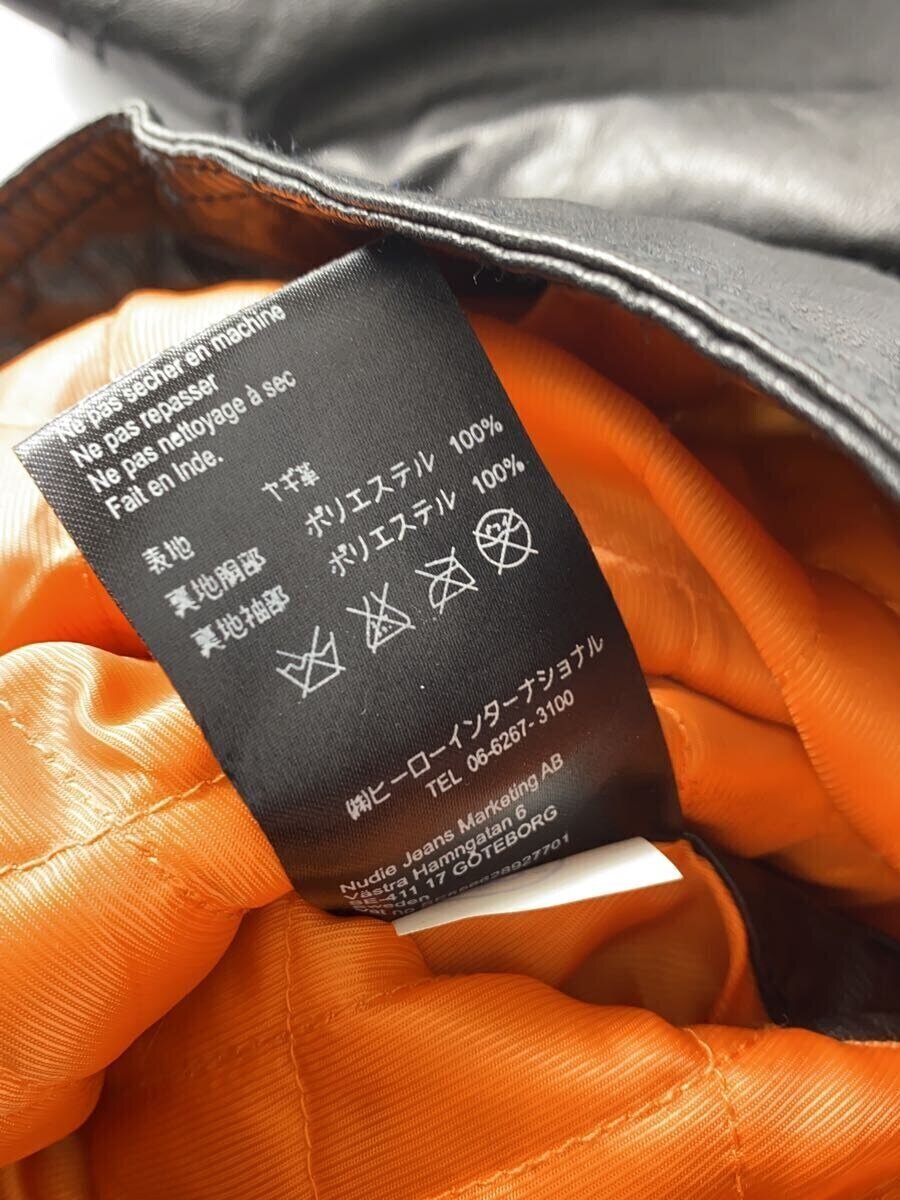 Ne pas sécher en machine
Ne pas repasser
Ne pas nettoyage à sec
Fait en Inde.
表地 ヤギ革
裏地胴部 ポリエステル 100%
裏地袖部 ポリエステル 100%
㈱ヒーローインターナショナル
TEL 06-6267-3100
Nudie Jeans Marketing AB
Västra Hamngatan 6
SE-411 17 GÖTEBORG
Sweden